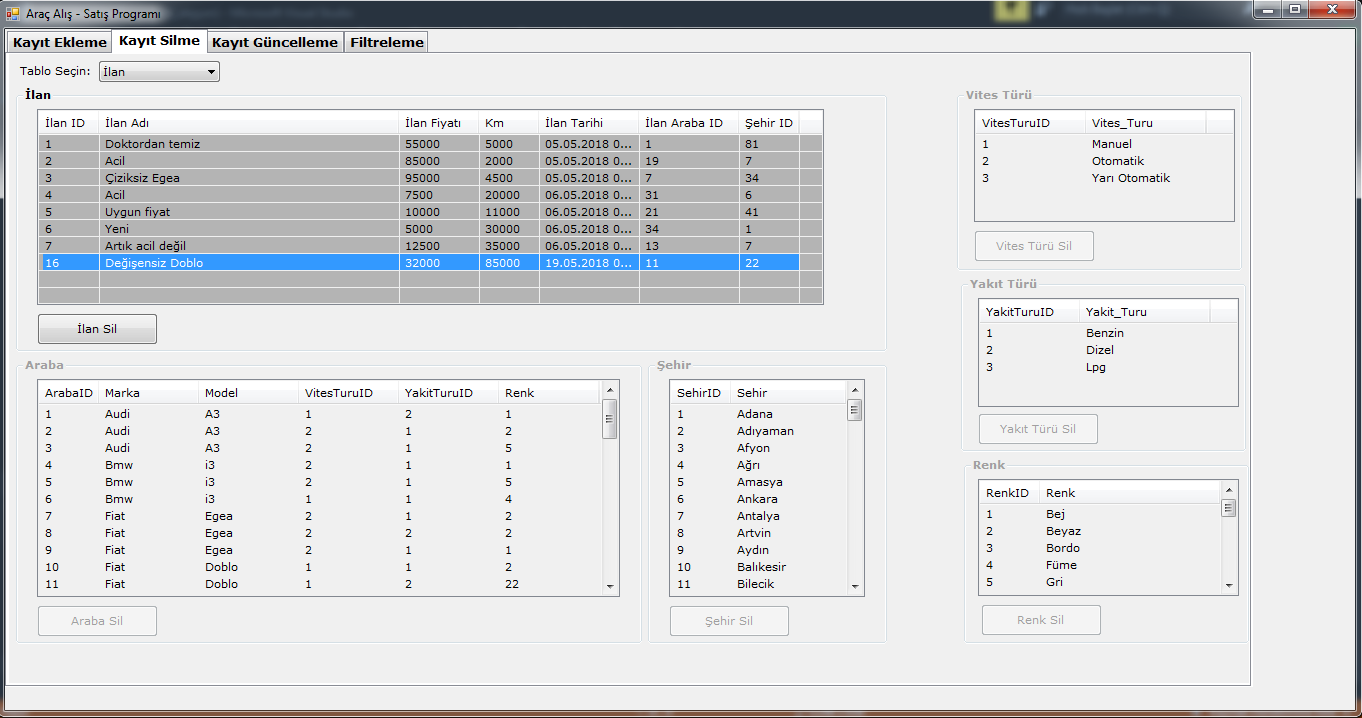 Araç Alış - Satış Programı
Kayıt Ekleme Kayıt Silme Kayıt Güncelleme Filtreleme
Tablo Seçin: İlan
İlan
İlan ID İlan Adı İlan Fiyatı Km İlan Tarihi İlan Araba ID Şehir ID
1 Doktordan temiz 55000 5000 05.05.2018 0... 1 81
2 Acil 85000 2000 05.05.2018 0... 19 7
3 Çiziksiz Egea 95000 4500 05.05.2018 0... 7 34
4 Acil 7500 20000 06.05.2018 0... 31 6
5 Uygun fiyat 10000 11000 06.05.2018 0... 21 41
6 Yeni 5000 30000 06.05.2018 0... 34 1
7 Artık acil değil 12500 35000 06.05.2018 0... 13 7
16 Değişensiz Doblo 32000 85000 19.05.2018 0... 11 22
İlan Sil
Araba
ArabaID Marka Model VitesTuruID YakitTuruID Renk
1 Audi A3 1 2 1
2 Audi A3 2 1 2
3 Audi A3 2 1 5
4 Bmw i3 2 1 1
5 Bmw i3 2 1 5
6 Bmw i3 1 1 4
7 Fiat Egea 2 1 2
8 Fiat Egea 2 2 2
9 Fiat Egea 2 1 1
10 Fiat Doblo 1 1 2
11 Fiat Doblo 1 2 22
Araba Sil
Şehir
SehirID Sehir
1 Adana
2 Adıyaman
3 Afyon
4 Ağrı
5 Amasya
6 Ankara
7 Antalya
8 Artvin
9 Aydın
10 Balıkesir
11 Bilecik
Şehir Sil
Vites Türü
VitesTuruID Vites_Turu
1 Manuel
2 Otomatik
3 Yarı Otomatik
Vites Türü Sil
Yakıt Türü
YakitTuruID Yakit_Turu
1 Benzin
2 Dizel
3 Lpg
Yakıt Türü Sil
Renk
RenkID Renk
1 Bej
2 Beyaz
3 Bordo
4 Füme
5 Gri
Renk Sil